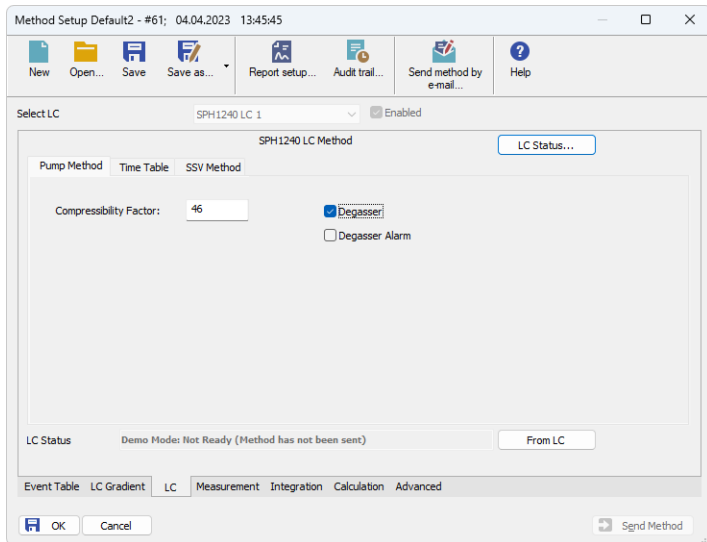 Method Setup Default2 - #61; 04.04.2023 13:45:45
New Open... Save Save as... Report setup... Audit trail... Send method by e-mail... Help
Select LC SPH1240 LC 1 Enabled
SPH1240 LC Method LC Status...
Pump Method Time Table SSV Method
Compressibility Factor: 46 Degasser
Degasser Alarm
LC Status Demo Mode: Not Ready (Method has not been sent) From LC
Event Table LC Gradient LC Measurement Integration Calculation Advanced
OK Cancel Send Method